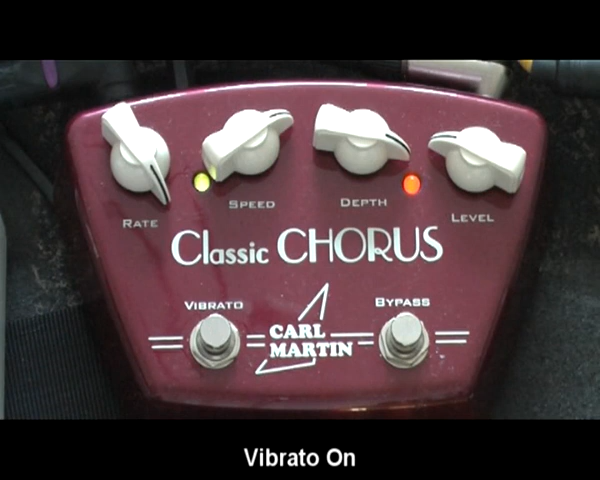 RATE
SPEED
DEPTH
LEVEL
Classic CHORUS
VIBRATO
BYPASS
CARL
MARTIN
Vibrato On